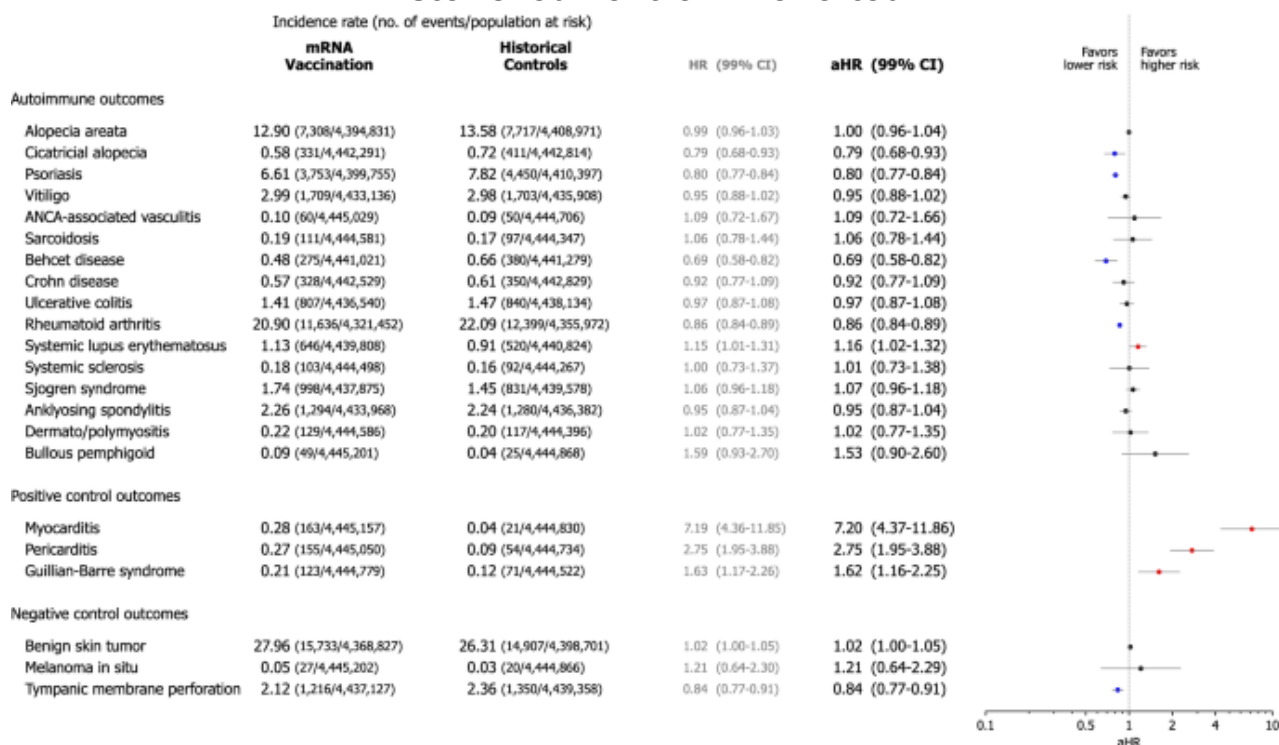 Incidence rate (no. of events/population at risk)
mRNA Vaccination Historical Controls HR (99% CI) aHR (99% CI) Favors lower risk Favors higher risk
Autoimmune outcomes
Alopecia areata 12.90 (7,308/4,394,831) 13.58 (7,717/4,408,971) 0.99 (0.96-1.03) 1.00 (0.96-1.04)
Cicatricial alopecia 0.58 (331/4,442,291) 0.72 (411/4,442,814) 0.79 (0.68-0.93) 0.79 (0.68-0.93)
Psoriasis 6.61 (3,753/4,399,755) 7.82 (4,450/4,410,397) 0.80 (0.77-0.84) 0.80 (0.77-0.84)
Vitiligo 2.99 (1,709/4,433,136) 2.98 (1,703/4,435,908) 0.95 (0.88-1.02) 0.95 (0.88-1.02)
ANCA-associated vasculitis 0.10 (60/4,445,029) 0.09 (50/4,444,706) 1.09 (0.72-1.67) 1.09 (0.72-1.66)
Sarcoidosis 0.19 (111/4,444,581) 0.17 (97/4,444,347) 1.06 (0.78-1.44) 1.06 (0.78-1.44)
Behcet disease 0.48 (275/4,441,021) 0.66 (380/4,441,279) 0.69 (0.58-0.82) 0.69 (0.58-0.82)
Crohn disease 0.57 (328/4,442,529) 0.61 (350/4,442,829) 0.92 (0.77-1.09) 0.92 (0.77-1.09)
Ulcerative colitis 1.41 (807/4,436,540) 1.47 (840/4,438,134) 0.97 (0.87-1.08) 0.97 (0.87-1.08)
Rheumatoid arthritis 20.90 (11,636/4,321,452) 22.09 (12,399/4,355,972) 0.86 (0.84-0.89) 0.86 (0.84-0.89)
Systemic lupus erythematosus 1.13 (646/4,439,808) 0.91 (520/4,440,824) 1.15 (1.01-1.31) 1.16 (1.02-1.32)
Systemic sclerosis 0.18 (103/4,444,498) 0.16 (92/4,444,267) 1.00 (0.73-1.37) 1.01 (0.73-1.38)
Sjogren syndrome 1.74 (998/4,437,875) 1.45 (831/4,439,578) 1.06 (0.96-1.18) 1.07 (0.96-1.18)
Anklyosing spondylitis 2.26 (1,294/4,433,968) 2.24 (1,280/4,436,382) 0.95 (0.87-1.04) 0.95 (0.87-1.04)
Dermato/polymyositis 0.22 (129/4,444,586) 0.20 (117/4,444,396) 1.02 (0.77-1.35) 1.02 (0.77-1.35)
Bullous pemphigoid 0.09 (49/4,445,201) 0.04 (25/4,444,868) 1.59 (0.93-2.70) 1.53 (0.90-2.60)
Positive control outcomes
Myocarditis 0.28 (163/4,445,157) 0.04 (21/4,444,830) 7.19 (4.36-11.85) 7.20 (4.37-11.86)
Pericarditis 0.27 (155/4,445,050) 0.09 (54/4,444,734) 2.75 (1.95-3.88) 2.75 (1.95-3.88)
Guillian-Barre syndrome 0.21 (123/4,444,779) 0.12 (71/4,444,522) 1.63 (1.17-2.26) 1.62 (1.16-2.25)
Negative control outcomes
Benign skin tumor 27.96 (15,733/4,368,827) 26.31 (14,907/4,398,701) 1.02 (1.00-1.05) 1.02 (1.00-1.05)
Melanoma in situ 0.05 (27/4,445,202) 0.03 (20/4,444,866) 1.21 (0.64-2.30) 1.21 (0.64-2.29)
Tympanic membrane perforation 2.12 (1,216/4,437,127) 2.36 (1,350/4,439,358) 0.84 (0.77-0.91) 0.84 (0.77-0.91)
0.1 0.5 1 2 4 10
aHR